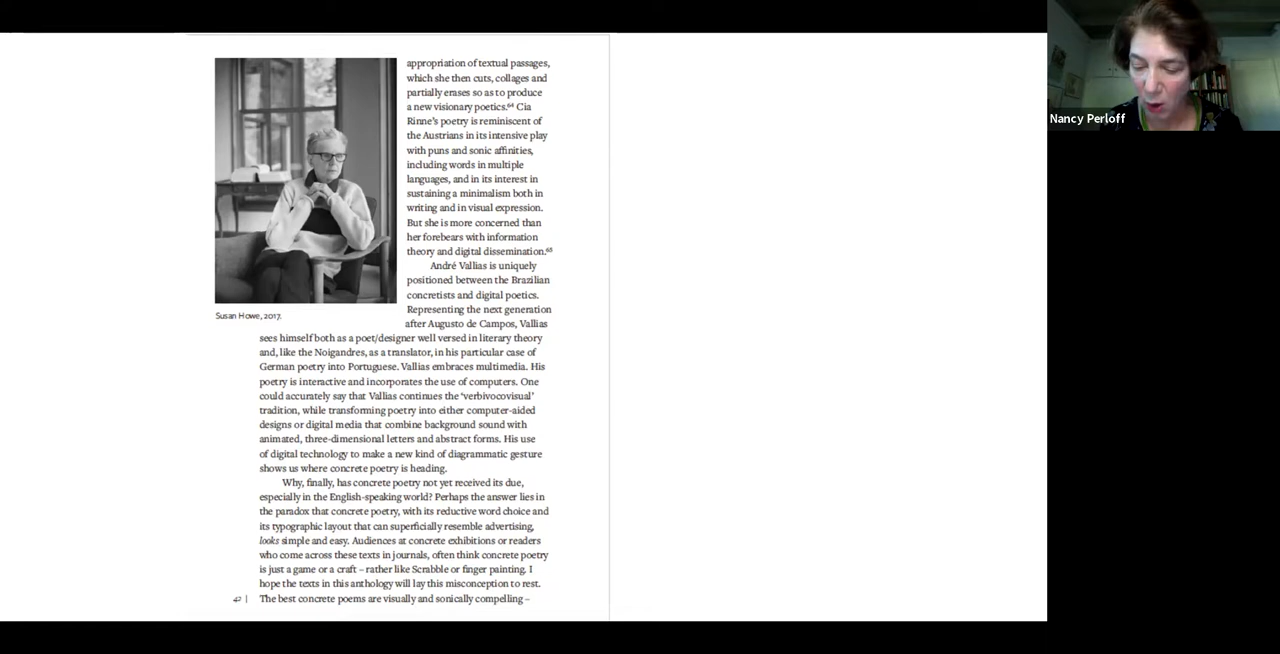 appropriation of textual passages,
which she then cuts, collages and
partially erases so as to produce
a new visionary poetics.⁶⁴ Cia
Rinne's poetry is reminiscent of
the Austrians in its intensive play
with puns and sonic affinities,
including words in multiple
languages, and in its interest in
sustaining a minimalism both in
writing and in visual expression.
But she is more concerned than
her forebears with information
theory and digital dissemination.⁶⁵
André Vallias is uniquely
positioned between the Brazilian
concretists and digital poetics.
Representing the next generation
after Augusto de Campos, Vallias
Susan Howe, 2017.
sees himself both as a poet/designer well versed in literary theory
and, like the Noigandres, as a translator, in his particular case of
German poetry into Portuguese. Vallias embraces multimedia. His
poetry is interactive and incorporates the use of computers. One
could accurately say that Vallias continues the 'verbivocovisual'
tradition, while transforming poetry into either computer-aided
designs or digital media that combine background sound with
animated, three-dimensional letters and abstract forms. His use
of digital technology to make a new kind of diagrammatic gesture
shows us where concrete poetry is heading.
Why, finally, has concrete poetry not yet received its due,
especially in the English-speaking world? Perhaps the answer lies in
the paradox that concrete poetry, with its reductive word choice and
its typographic layout that can superficially resemble advertising,
looks simple and easy. Audiences at concrete exhibitions or readers
who come across these texts in journals, often think concrete poetry
is just a game or a craft – rather like Scrabble or finger painting. I
hope the texts in this anthology will lay this misconception to rest.
42 | The best concrete poems are visually and sonically compelling –
Nancy Perloff